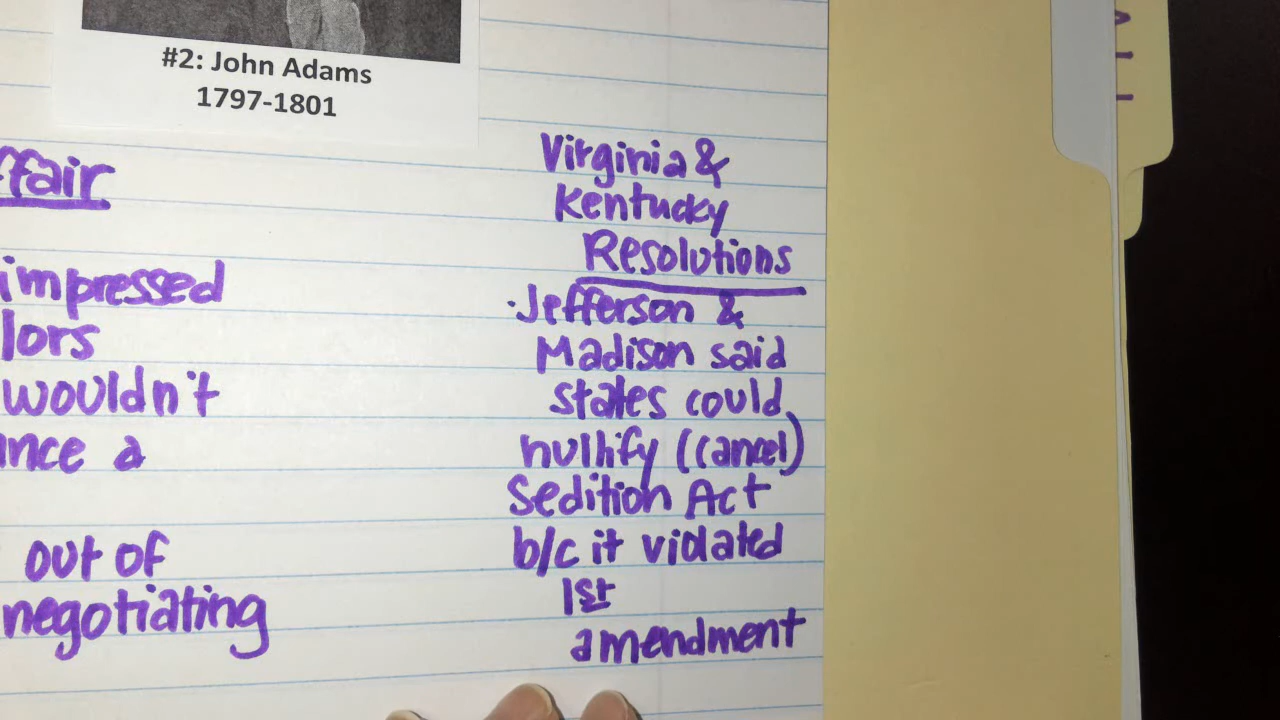 #2: John Adams
1797-1801
ffair
impressed
lors
wouldn't
ance a
out of
negotiating
Virginia &
Kentucky
Resolutions
·Jefferson &
Madison said
states could
nullify (cancel)
Sedition Act
b/c it violated
1st
amendment